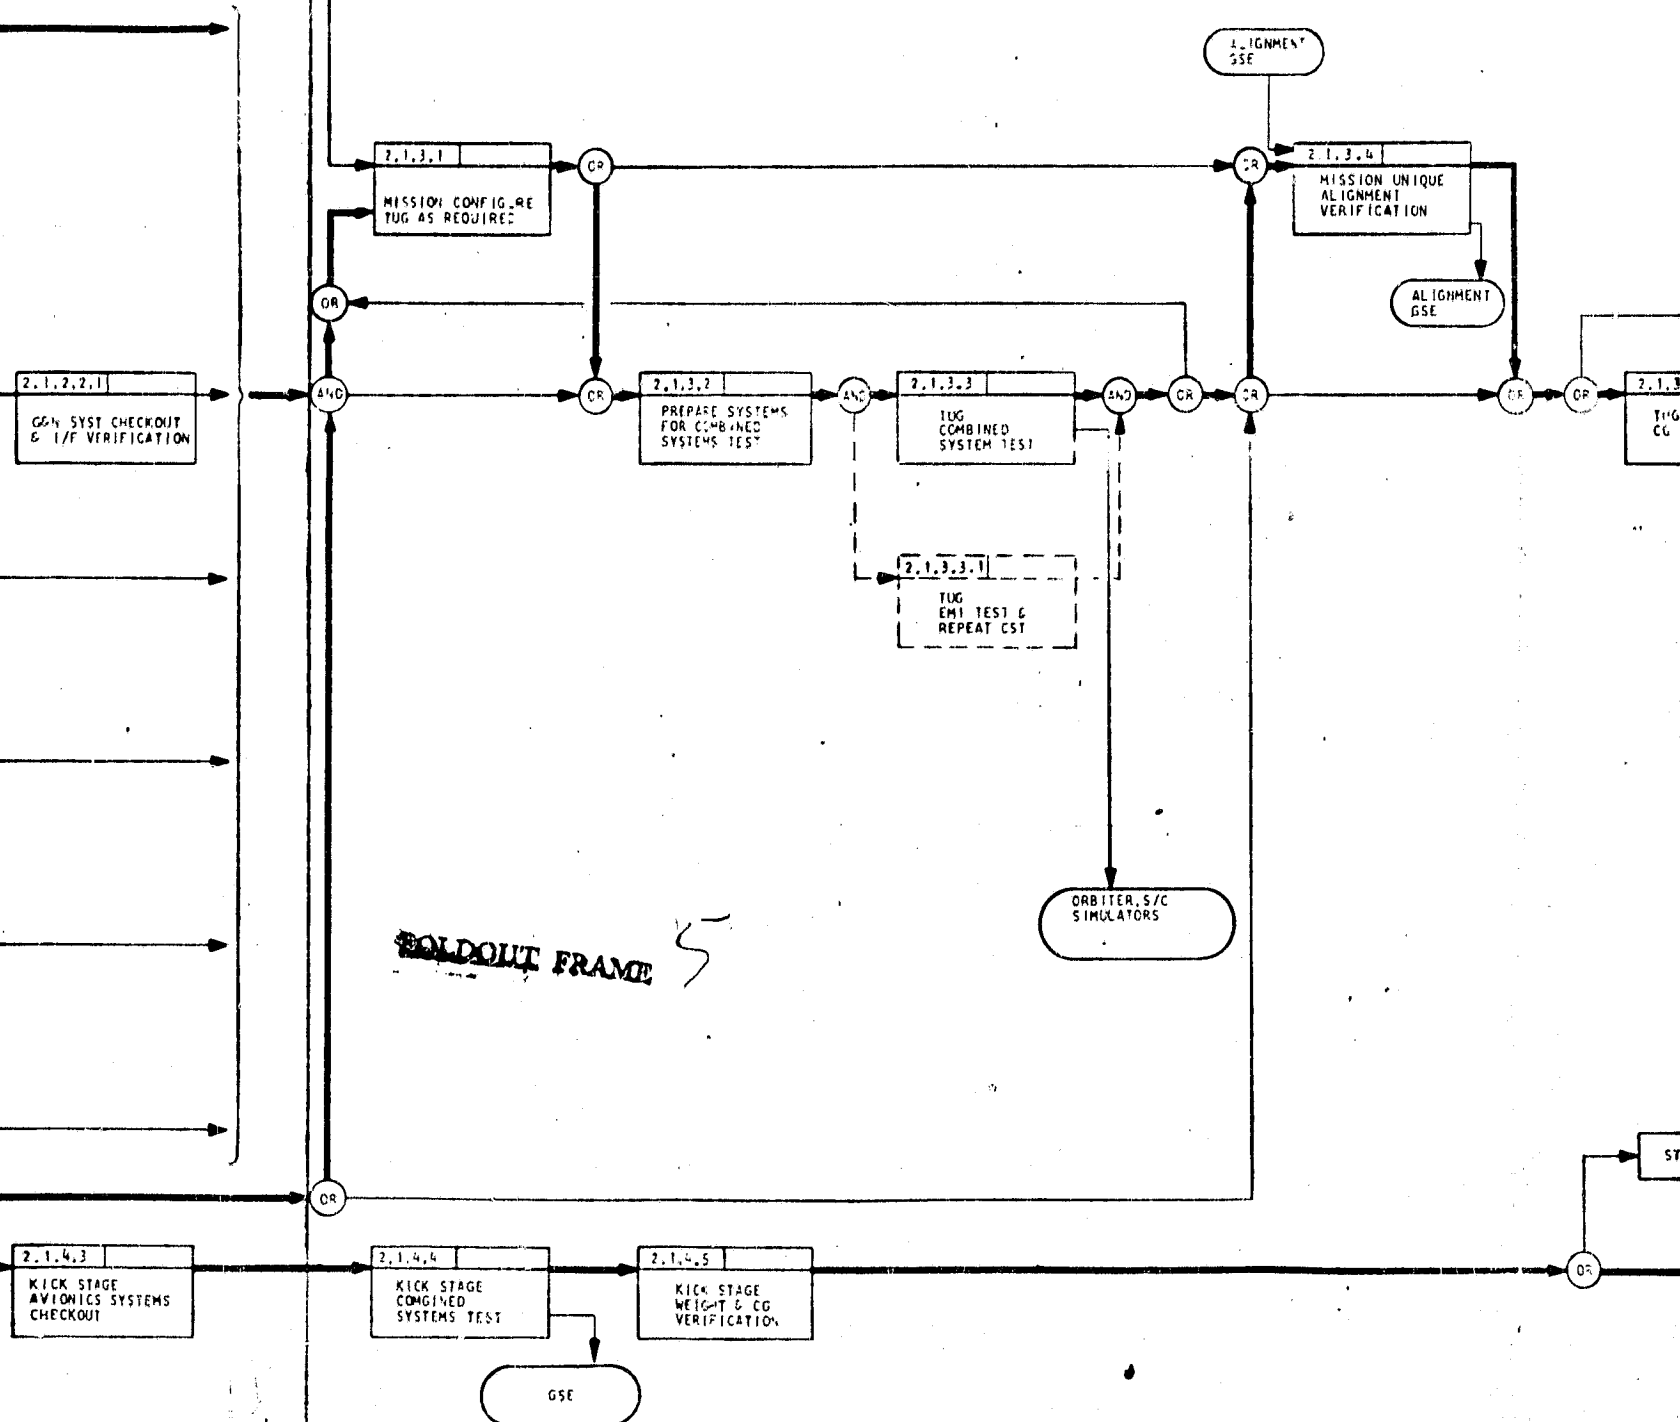 ALIGNMENT
GSE
2.1.3.1
MISSION CONFIGURE
TUG AS REQUIRED
OR
OR
2.1.3.4
MISSION UNIQUE
ALIGNMENT
VERIFICATION
OR
ALIGNMENT
GSE
2.1.2.2.1
G&N SYST CHECKOUT
& I/F VERIFICATION
AND
OR
2.1.3.2
PREPARE SYSTEMS
FOR COMBINED
SYSTEMS TEST
AND
2.1.3.3
TUG
COMBINED
SYSTEM TEST
AND
OR
OR
OR
OR
2.1.3
TUG
CG
2.1.3.3.1
TUG
EMI TEST &
REPEAT CST
ORBITER, S/C
SIMULATORS
FOLDOUT FRAME 5
ST
OR
2.1.4.3
KICK STAGE
AVIONICS SYSTEMS
CHECKOUT
2.1.4.4
KICK STAGE
COMBINED
SYSTEMS TEST
2.1.4.5
KICK STAGE
WEIGHT & CG
VERIFICATION
OR
GSE